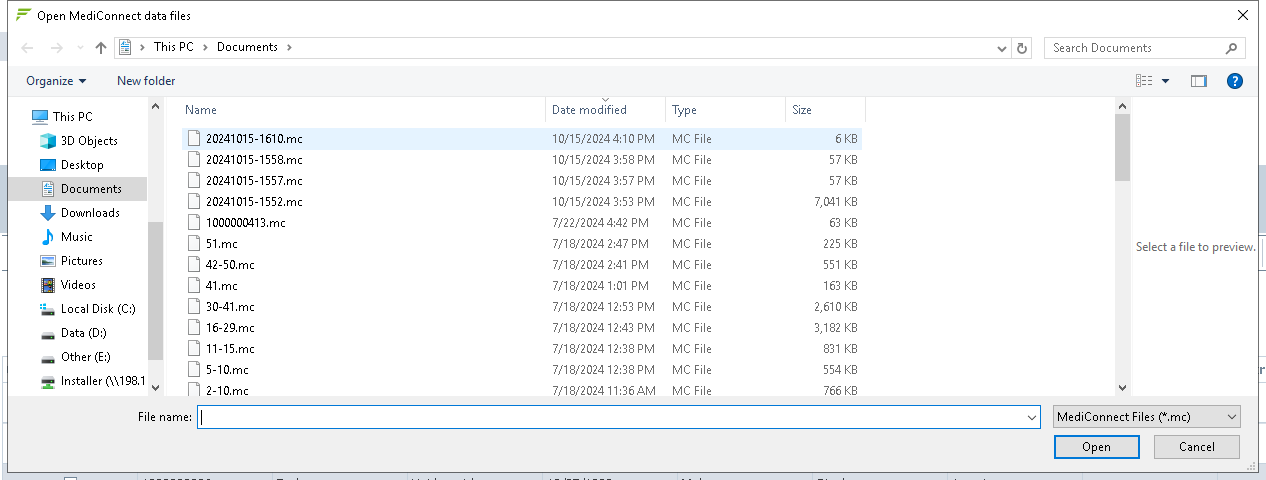 Open MediConnect data files
This PC > Documents >
Search Documents
Organize
New folder
?
This PC
3D Objects
Desktop
Documents
Downloads
Music
Pictures
Videos
Local Disk (C:)
Data (D:)
Other (E:)
Installer (\\198.1
Name Date modified Type Size
20241015-1610.mc 10/15/2024 4:10 PM MC File 6 KB
20241015-1558.mc 10/15/2024 3:58 PM MC File 57 KB
20241015-1557.mc 10/15/2024 3:57 PM MC File 57 KB
20241015-1552.mc 10/15/2024 3:53 PM MC File 7,041 KB
1000000413.mc 7/22/2024 4:42 PM MC File 63 KB
51.mc 7/18/2024 2:47 PM MC File 225 KB
42-50.mc 7/18/2024 2:41 PM MC File 551 KB
41.mc 7/18/2024 1:01 PM MC File 163 KB
30-41.mc 7/18/2024 12:53 PM MC File 2,610 KB
16-29.mc 7/18/2024 12:43 PM MC File 3,182 KB
11-15.mc 7/18/2024 12:38 PM MC File 831 KB
5-10.mc 7/18/2024 12:38 PM MC File 554 KB
2-10.mc 7/18/2024 11:36 AM MC File 766 KB
Select a file to preview.
File name:
MediConnect Files (*.mc)
Open
Cancel